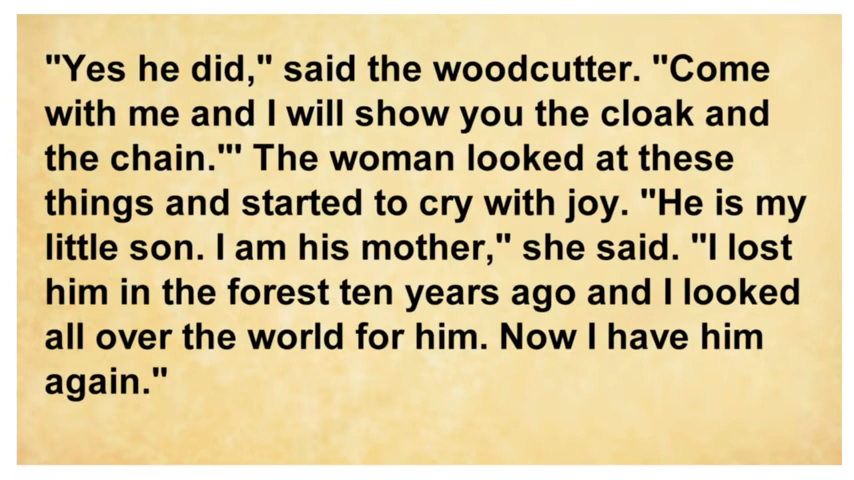 "Yes he did," said the woodcutter. "Come
with me and I will show you the cloak and
the chain."' The woman looked at these
things and started to cry with joy. "He is my
little son. I am his mother," she said. "I lost
him in the forest ten years ago and I looked
all over the world for him. Now I have him
again."